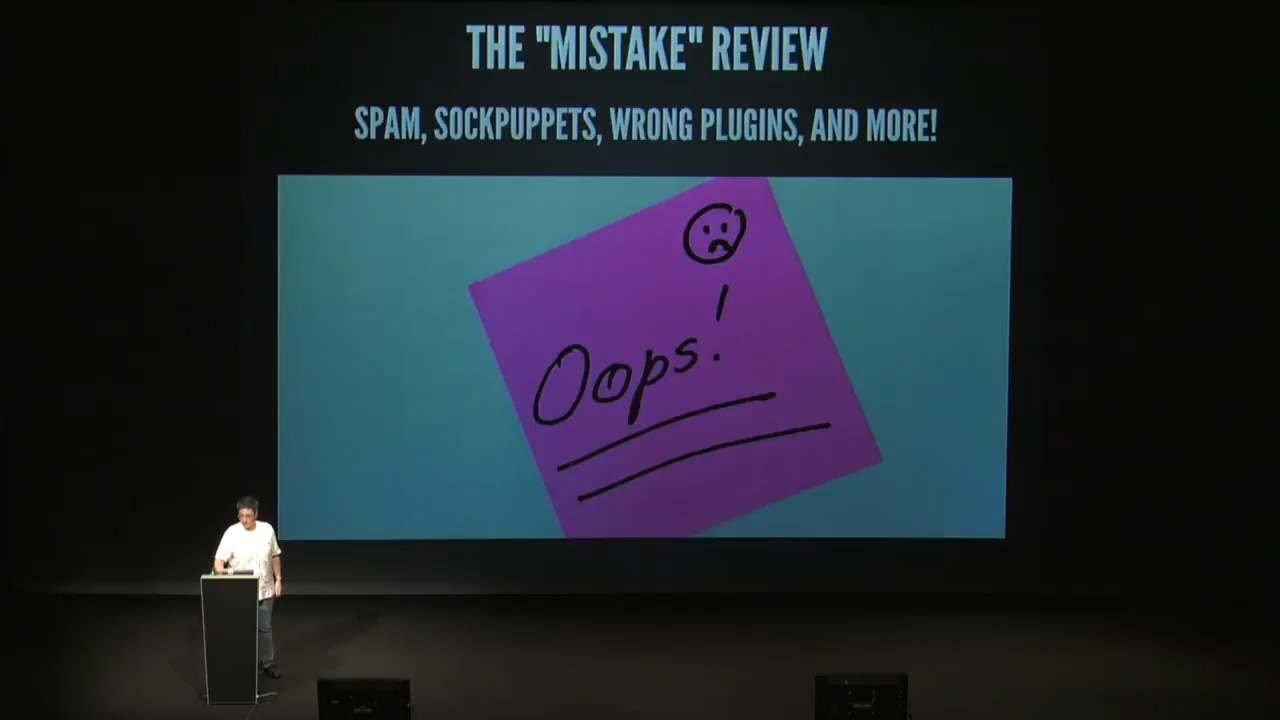 THE "MISTAKE" REVIEW
SPAM, SOCKPUPPETS, WRONG PLUGINS, AND MORE!
Oops!